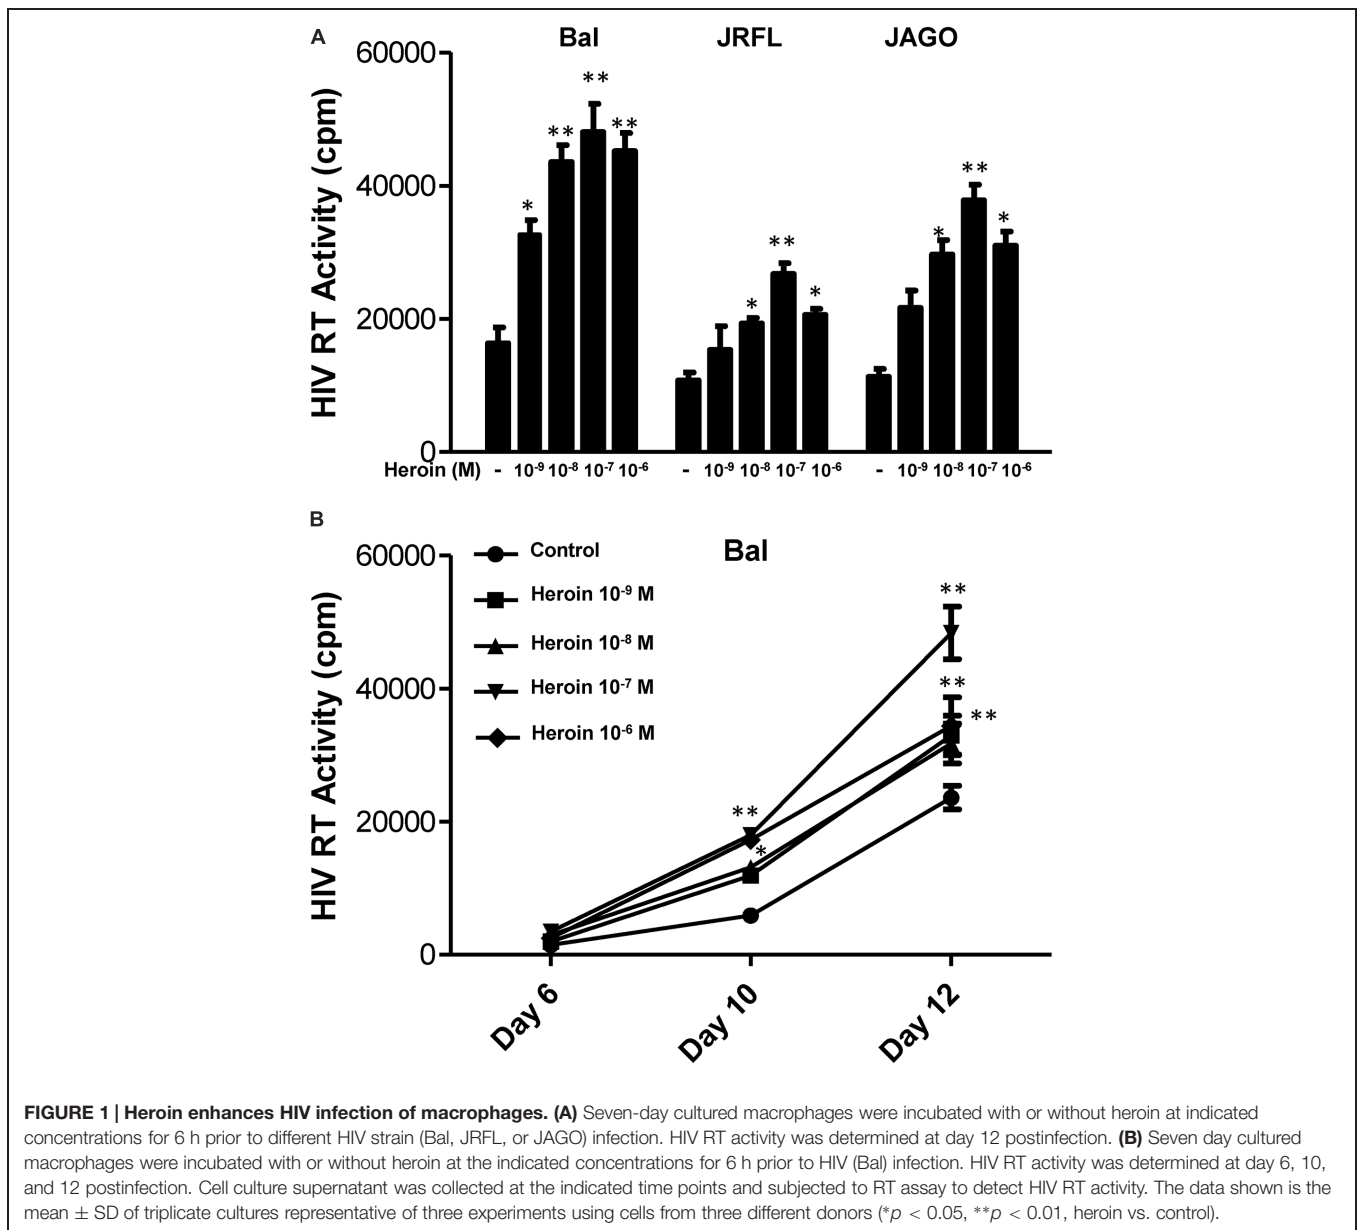 A
Bal JRFL JAGO
HIV RT Activity (cpm)
60000
40000
20000
0
** ** ** * ** * * ** * *
Heroin (M) - 10-9 10-8 10-7 10-6 - 10-9 10-8 10-7 10-6 - 10-9 10-8 10-7 10-6
B
Bal
HIV RT Activity (cpm)
60000
40000
20000
0
Control
Heroin 10-9 M
Heroin 10-8 M
Heroin 10-7 M
Heroin 10-6 M
**
**
**
**
*
Day 6 Day 10 Day 12
FIGURE 1 | Heroin enhances HIV infection of macrophages. (A) Seven-day cultured macrophages were incubated with or without heroin at indicated
concentrations for 6 h prior to different HIV strain (Bal, JRFL, or JAGO) infection. HIV RT activity was determined at day 12 postinfection. (B) Seven day cultured
macrophages were incubated with or without heroin at the indicated concentrations for 6 h prior to HIV (Bal) infection. HIV RT activity was determined at day 6, 10,
and 12 postinfection. Cell culture supernatant was collected at the indicated time points and subjected to RT assay to detect HIV RT activity. The data shown is the
mean ± SD of triplicate cultures representative of three experiments using cells from three different donors (*p < 0.05, **p < 0.01, heroin vs. control).